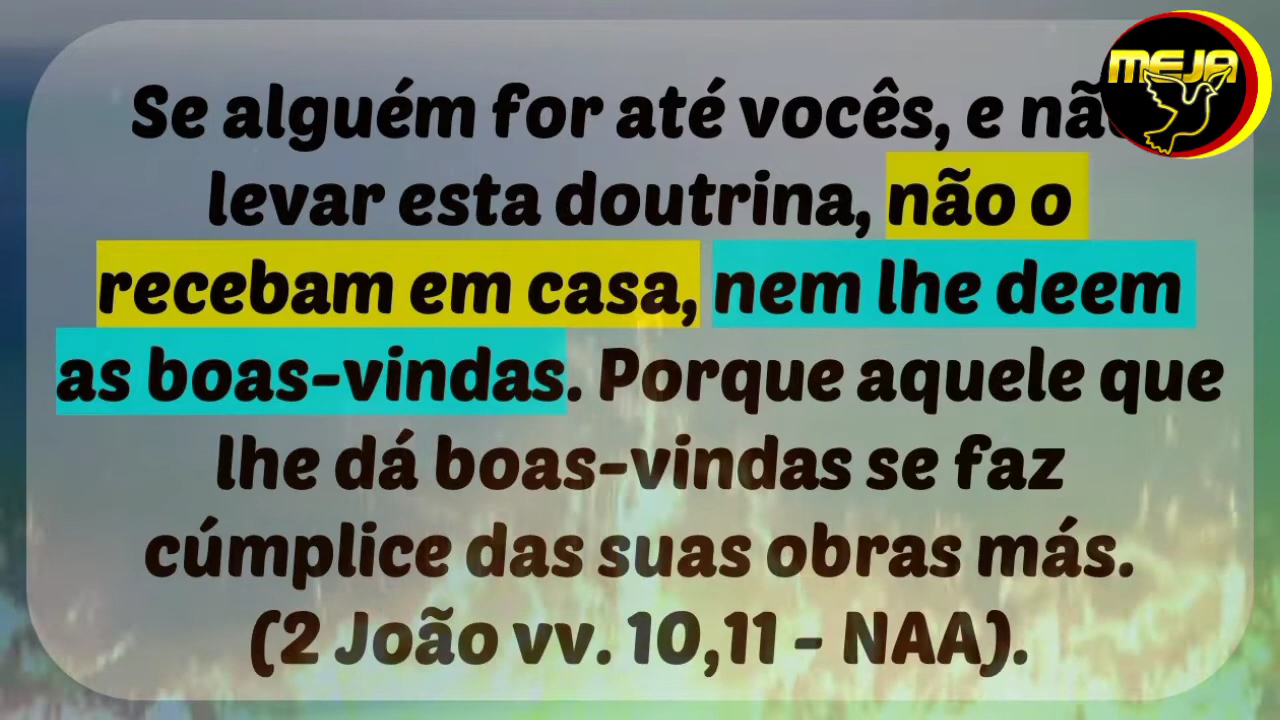 MEJA
Se alguém for até vocês, e não
levar esta doutrina, não o
recebam em casa, nem lhe deem
as boas-vindas. Porque aquele que
lhe dá boas-vindas se faz
cúmplice das suas obras más.
(2 João vv. 10,11 - NAA).